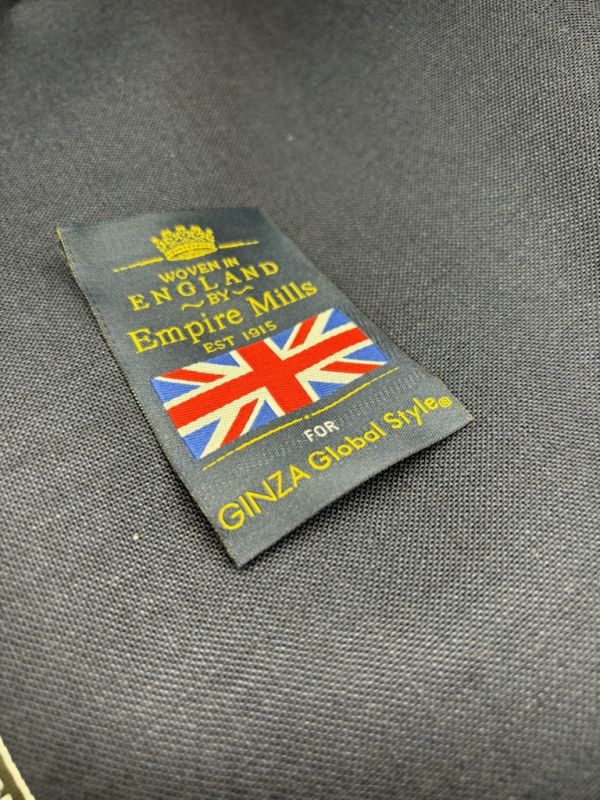 WOVEN IN
ENGLAND
~BY~
Empire Mills
EST 1915
FOR
GINZA Global Style®